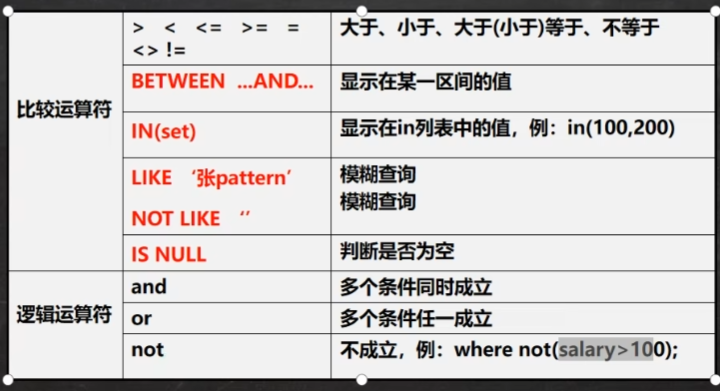 比较运算符
> < <= >= =
<> !=
大于、小于、大于(小于)等于、不等于
BETWEEN ...AND...
显示在某一区间的值
IN(set)
显示在in列表中的值，例：in(100,200)
LIKE ‘张pattern’
模糊查询
NOT LIKE ‘’
模糊查询
IS NULL
判断是否为空
逻辑运算符
and
多个条件同时成立
or
多个条件任一成立
not
不成立，例：where not(salary>100);